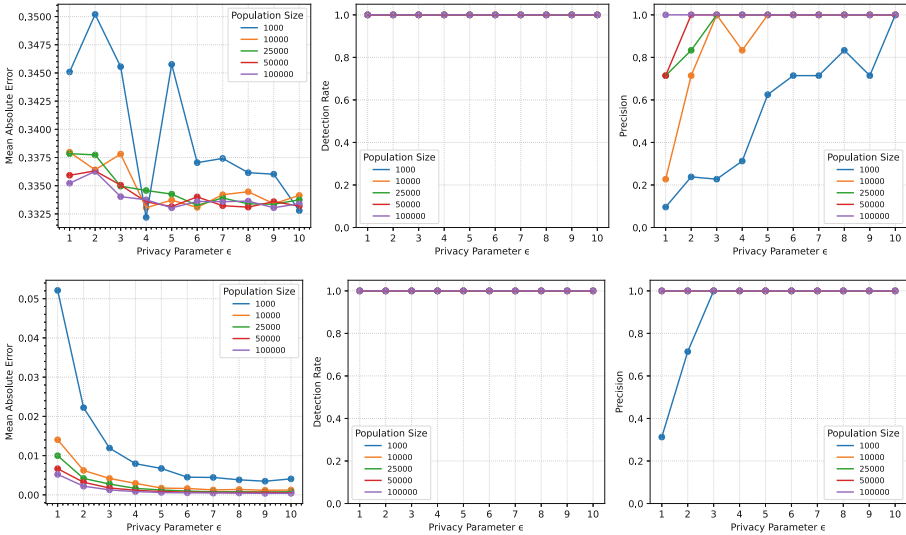 Mean Absolute Error
0.3500
0.3475
0.3450
0.3425
0.3400
0.3375
0.3350
0.3325
1 2 3 4 5 6 7 8 9 10
Privacy Parameter ϵ
Population Size
1000
10000
25000
50000
100000
Detection Rate
1.0
0.8
0.6
0.4
0.2
0.0
1 2 3 4 5 6 7 8 9 10
Privacy Parameter ϵ
Population Size
1000
10000
25000
50000
100000
Precision
1.0
0.8
0.6
0.4
0.2
0.0
1 2 3 4 5 6 7 8 9 10
Privacy Parameter ϵ
Population Size
1000
10000
25000
50000
100000
Mean Absolute Error
0.05
0.04
0.03
0.02
0.01
0.00
1 2 3 4 5 6 7 8 9 10
Privacy Parameter ϵ
Population Size
1000
10000
25000
50000
100000
Detection Rate
1.0
0.8
0.6
0.4
0.2
0.0
1 2 3 4 5 6 7 8 9 10
Privacy Parameter ϵ
Population Size
1000
10000
25000
50000
100000
Precision
1.0
0.8
0.6
0.4
0.2
0.0
1 2 3 4 5 6 7 8 9 10
Privacy Parameter ϵ
Population Size
1000
10000
25000
50000
100000